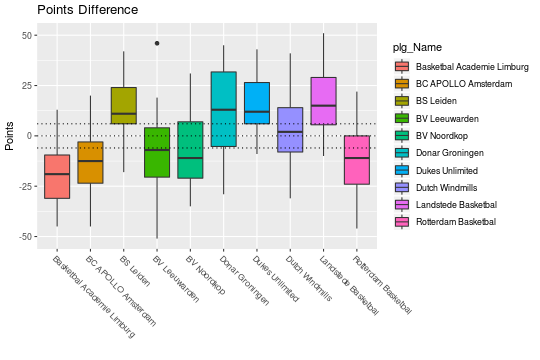 Points Difference
50
25
0
-25
-50
Points
Basketbal Academie Limburg
BC APOLLO Amsterdam
BS Leiden
BV Leeuwarden
BV Noordkop
Donar Groningen
Dukes Unlimited
Dutch Windmills
Landstede Basketbal
Rotterdam Basketbal
plg_Name
Basketbal Academie Limburg
BC APOLLO Amsterdam
BS Leiden
BV Leeuwarden
BV Noordkop
Donar Groningen
Dukes Unlimited
Dutch Windmills
Landstede Basketbal
Rotterdam Basketbal